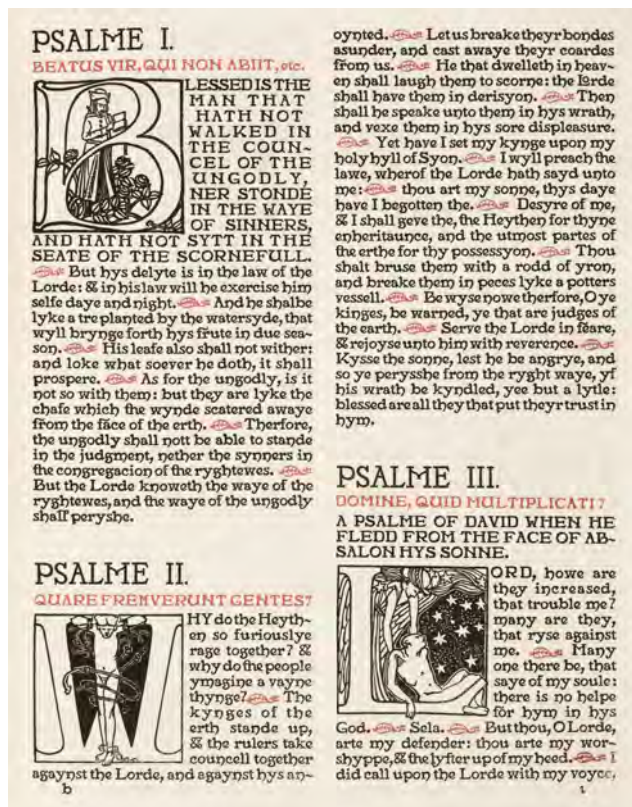 PSALME I.
BEATUS VIR, QUI NON ABIIT, etc.
BLESSED IS THE
MAN THAT
HATH NOT
WALKED IN
THE COUN-
CEL OF THE
UNGODLY,
NER STONDE
IN THE WAYE
OF SINNERS,
AND HATH NOT SYTT IN THE
SEATE OF THE SCORNEFULL.
But hys delyte is in the law of the
Lorde: & in his law will he exercise him
selfe daye and night. And he shalbe
lyke a tre planted by the watersyde, that
wyll brynge forth hys frute in due sea-
son. His leafe also shall not wither:
and loke what soever he doth, it shall
prospere. As for the ungodly, is it
not so with them: but they are lyke the
chafe which the wynde scatered awaye
from the face of the erth. Therfore,
the ungodly shall nott be able to stande
in the judgment, nether the synners in
the congregacion of the ryghtewes.
But the Lorde knoweth the waye of the
ryghtewes, and the waye of the ungodly
shall peryshe.
PSALME II.
QUARE FREMVERUNT GENTES?
WHY do the Heyth-
en so furiouslye
rage together? &
why do the people
ymagine a vayne
thynge? The
kynges of the
erth stande up,
& the rulers take
councell together
agaynst the Lorde, and agaynst hys an-
b
oynted. Let us breake theyr bondes
asunder, and cast awaye theyr coardes
from us. He that dwelleth in heav-
en shall laugh them to scorne: the Lorde
shall have them in derisyon. Then
shall he speake unto them in hys wrath,
and vexe them in hys sore displeasure.
Yet have I set my kynge upon my
holy hyll of Syon. I wyll preach the
lawe, wherof the Lorde hath sayd unto
me: thou art my sonne, thys daye
have I begotten the. Desyre of me,
& I shall geve the, the Heythen for thyne
enheritaunce, and the utmost partes of
the erthe for thy possessyon. Thou
shalt bruse them with a rodd of yron,
and breake them in peces lyke a potters
vessell. Be wyse nowe therfore, O ye
kinges, be warned, ye that are judges of
the earth. Serve the Lorde in feare,
& rejoyse unto him with reverence.
Kysse the sonne, lest he be angrye, and
so ye perysshe from the ryght waye, yf
his wrath be kyndled, yee but a lytle:
blessed are all they that put theyr trust in
hym.
PSALME III.
DOMINE, QUID MULTIPLICATI?
A PSALME OF DAVID WHEN HE
FLEDD FROM THE FACE OF AB-
SALON HYS SONNE.
LORD, howe are
they increased,
that trouble me?
many are they,
that ryse against
me. Many
one there be, that
saye of my soule:
there is no helpe
for hym in hys
God. Sela. But thou, O Lorde,
arte my defender: thou arte my wor-
shyppe, & the lyfter up of my heed. I
did call upon the Lorde with my voyce,
1